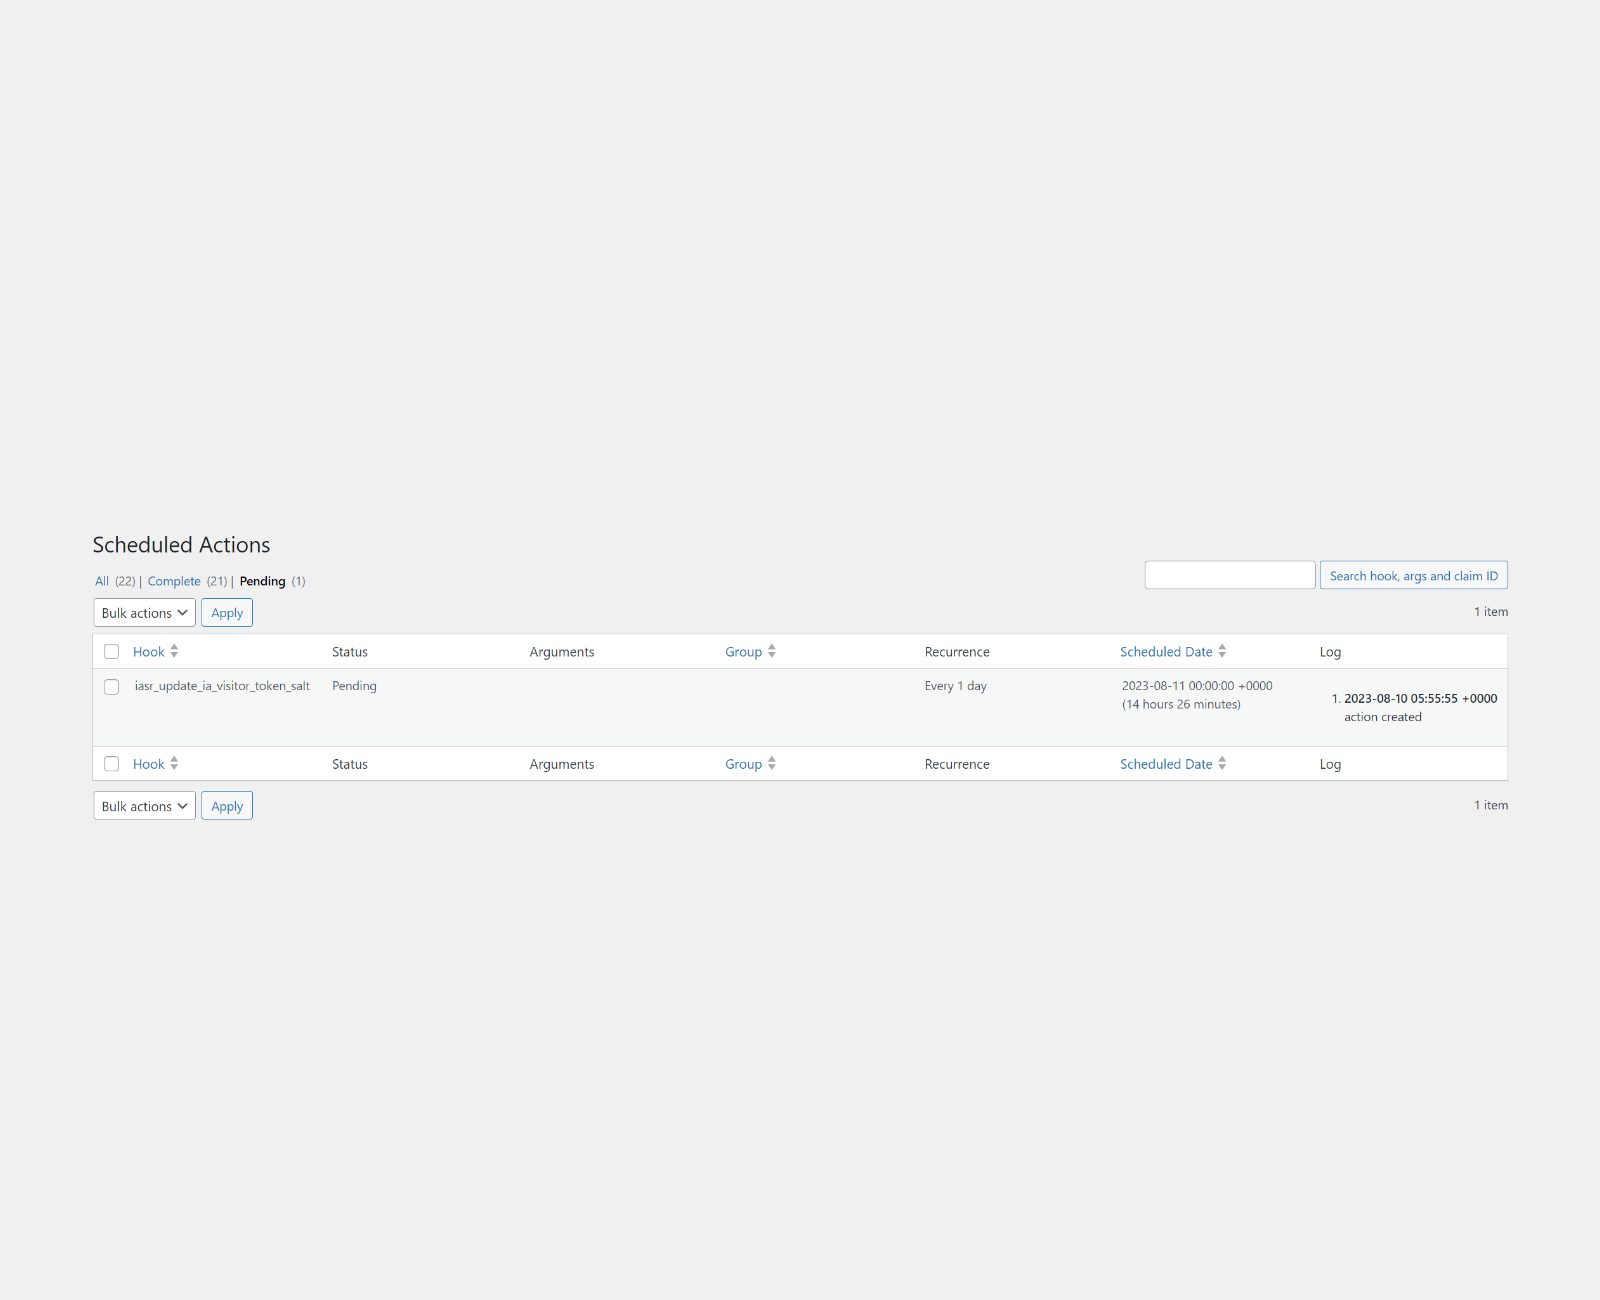 Scheduled Actions
All (22) | Complete (21) | Pending (1)
Search hook, args and claim ID
Bulk actions Apply
1 item
Hook Status Arguments Group Recurrence Scheduled Date Log
iasr_update_ia_visitor_token_salt Pending Every 1 day 2023-08-11 00:00:00 +0000
(14 hours 26 minutes)
1. 2023-08-10 05:55:55 +0000
action created
Hook Status Arguments Group Recurrence Scheduled Date Log
Bulk actions Apply
1 item